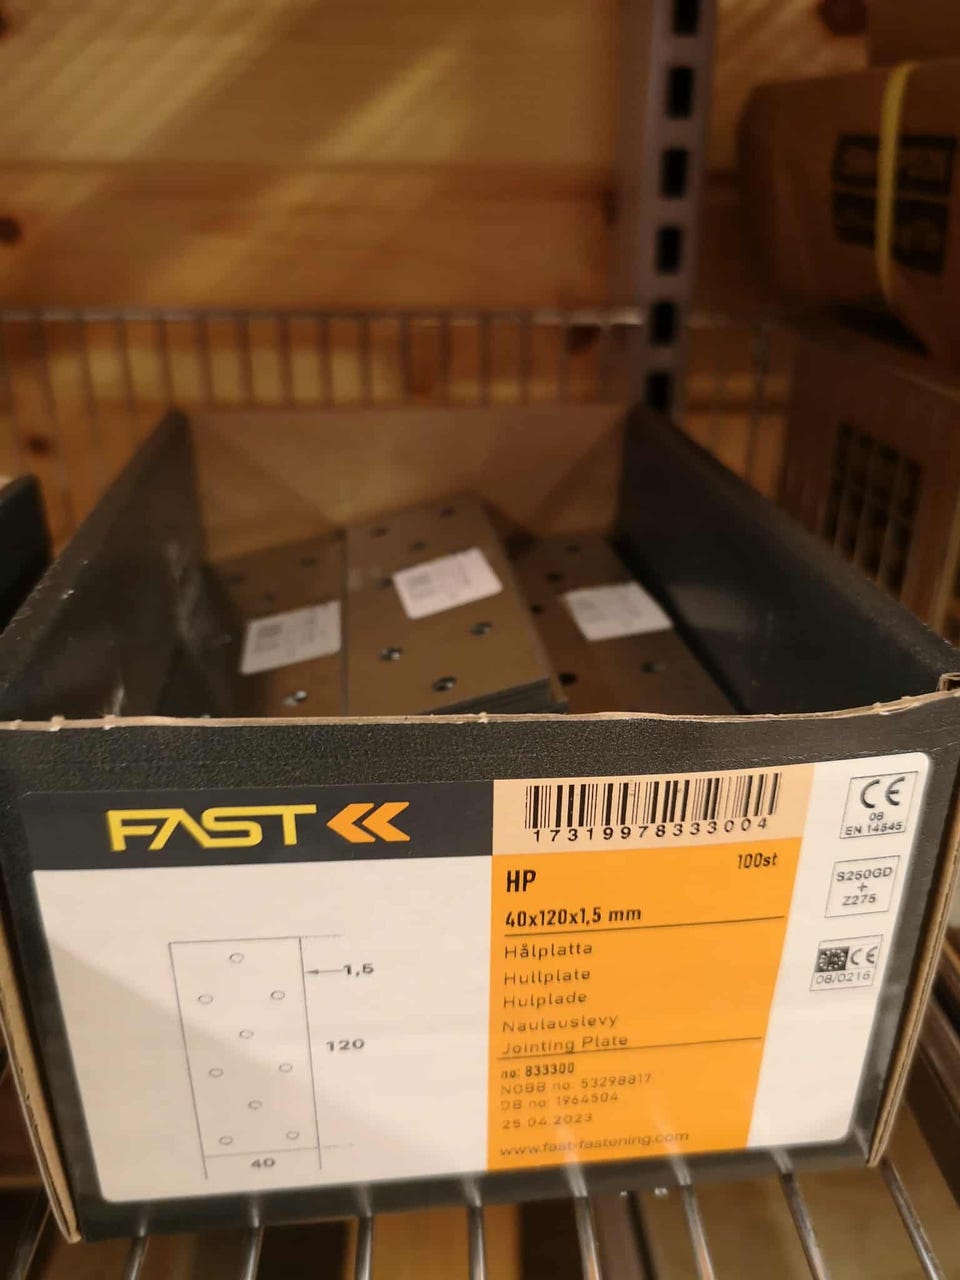 FAST
17319978333004
100st
HP
40x120x1,5 mm
Hålplatta
Hullplate
Hulplade
Naulauslevy
Jointing Plate
no: 833300
NOBB no: 53298817
DB no: 1964504
25.04.2023
www.fast-fastening.com
CE
08
EN 14545
S250GD
+
Z275
CE
08/0216
1,5
120
40